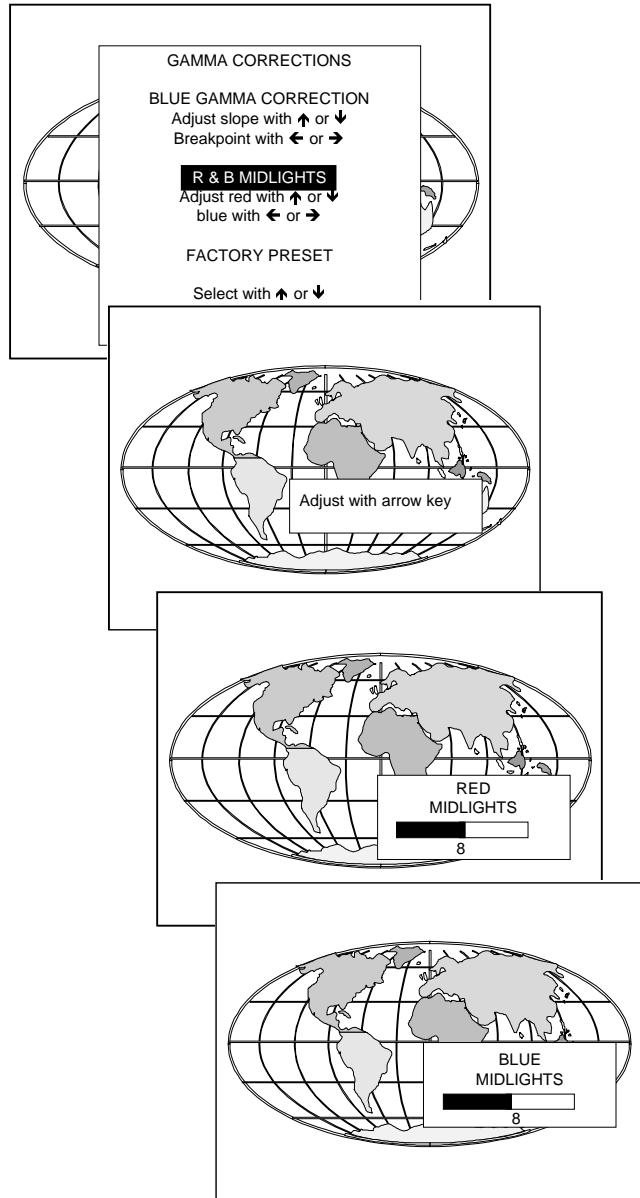 GAMMA CORRECTIONS
BLUE GAMMA CORRECTION
Adjust slope with ↑ or ↓
Breakpoint with ← or →
R & B MIDLIGHTS
Adjust red with ↑ or ↓
blue with ← or →
FACTORY PRESET
Select with ↑ or ↓
Adjust with arrow key
RED
MIDLIGHTS
8
BLUE
MIDLIGHTS
8